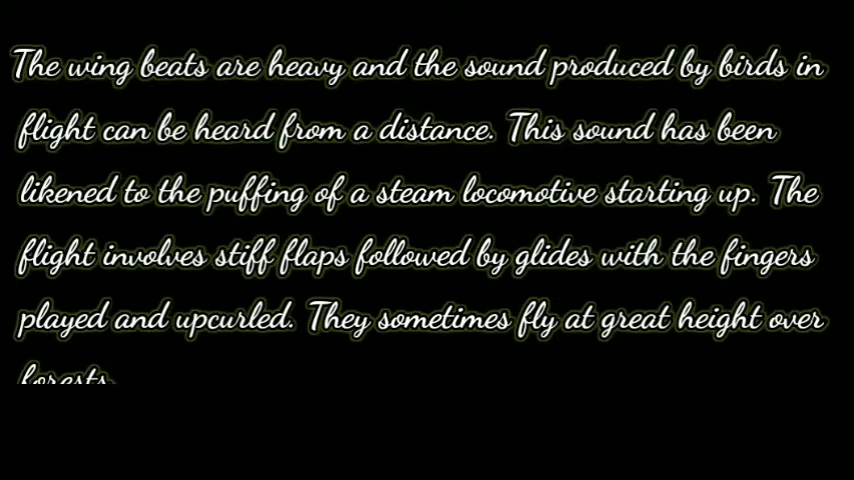 The wing beats are heavy and the sound produced by birds in
flight can be heard from a distance. This sound has been
likened to the puffing of a steam locomotive starting up. The
flight involves stiff flaps followed by glides with the fingers
played and upcurled. They sometimes fly at great height over
forests.